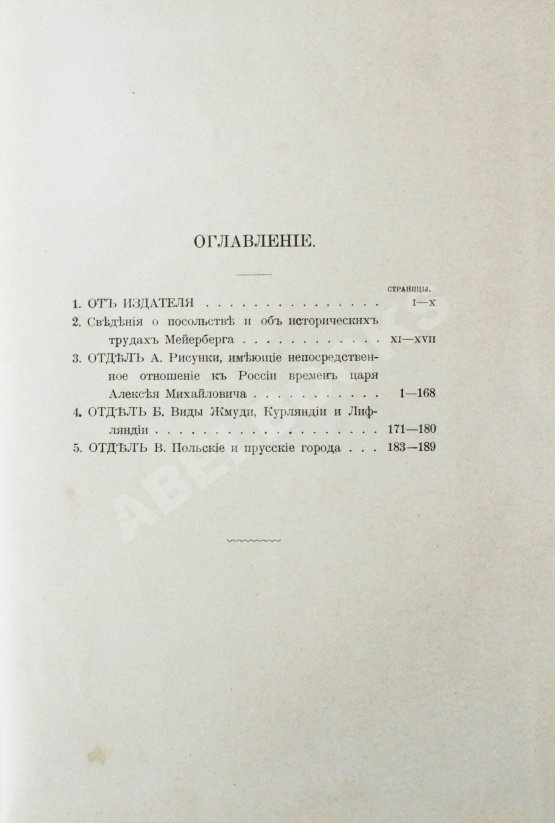 ОГЛАВЛЕНІЕ.
СТРАНИЦЫ.
1. ОТЪ ИЗДАТЕЛЯ . . . . . . . . . . . . . . . I—X
2. Свѣдѣнія о посольствѣ и объ историческихъ
трудахъ Мейерберга . . . . . . . . . . . XI—XVII
3. ОТДѢЛЪ А. Рисунки, имѣющіе непосредствен-
ное отношеніе къ Россіи временъ царя
Алексѣя Михайловича . . . . . . . . . . . 1—168
4. ОТДѢЛЪ Б. Виды Жмуди, Курляндіи и Лиф-
ляндіи . . . . . . . . . . . . . . . . . 171—180
5. ОТДѢЛЪ В. Польскіе и прусскіе города . . . 183—189